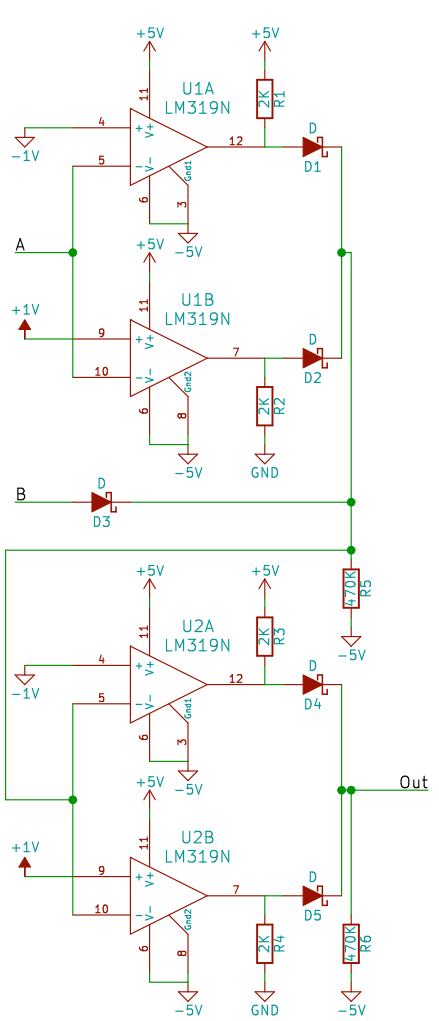 +5V +5V
11
U1A
LM319N
2K R1
4 + V+ 12 D
-1V
D1
5 - V- Gnd1
6 3
-5V
A
+5V
11
U1B
LM319N
+1V
9 + V+ 7 D
D2
10 - V- Gnd2
2K R2
6 8
-5V GND
B D
D3
470K R5
-5V
+5V +5V
11
U2A
LM319N
2K R3
4 + V+ 12 D
-1V
D4
5 - V- Gnd1
6 3
-5V
Out
+5V
11
U2B
LM319N
+1V
9 + V+ 7 D
D5
10 - V- Gnd2
2K R4 470K R6
6 8
-5V GND -5V